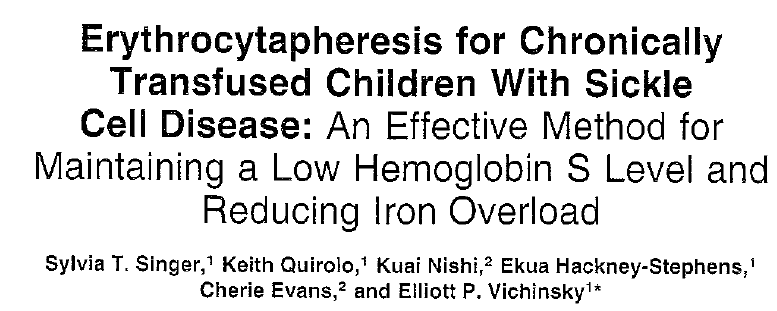 Erythrocytapheresis for Chronically
Transfused Children With Sickle
Cell Disease: An Effective Method for
Maintaining a Low Hemoglobin S Level and
Reducing Iron Overload
Sylvia T. Singer,¹ Keith Quirolo,¹ Kuai Nishi,² Ekua Hackney-Stephens,¹
Cherie Evans,² and Elliott P. Vichinsky¹*